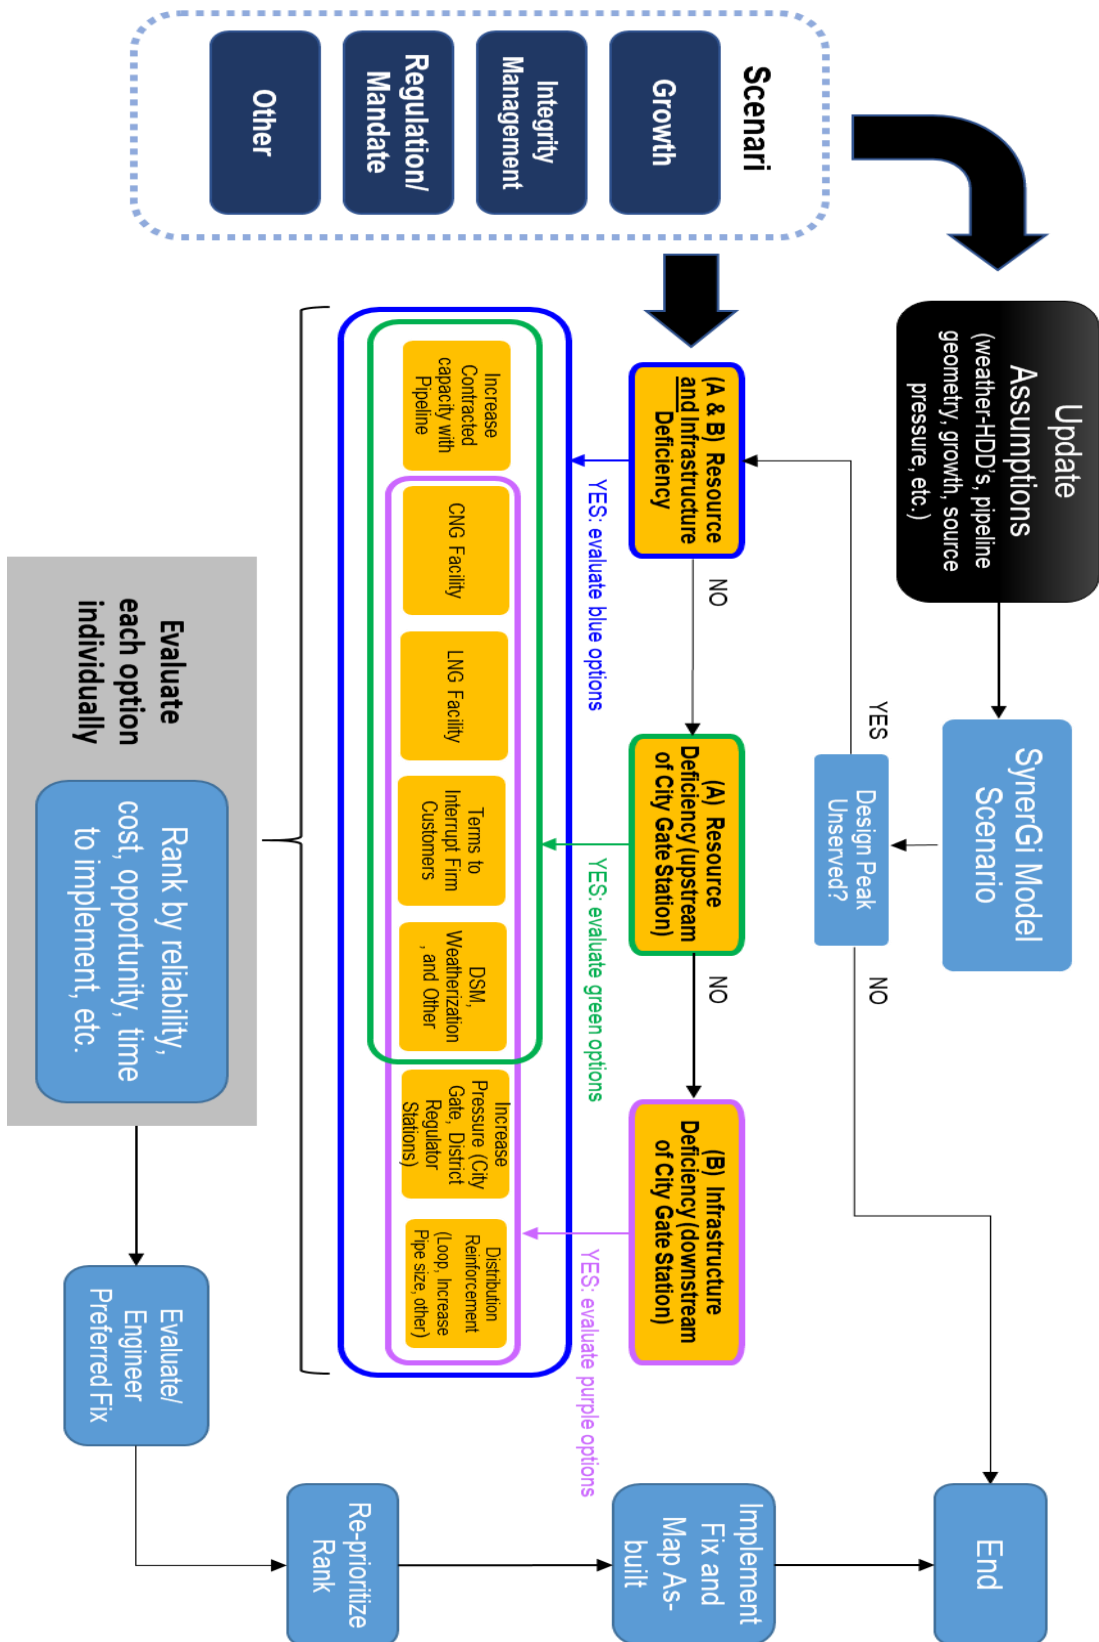 Scenari
Growth
Integrity
Management
Regulation/
Mandate
Other
Update
Assumptions
(weather-HDD's, pipeline
geometry, growth, source
pressure, etc.)
SynerGi Model
Scenario
Design Peak
Unserved?
YES
NO
End
(A & B) Resource
and Infrastructure
Deficiency
NO
(A) Resource
Deficiency (upstream
of City Gate Station)
NO
(B) Infrastructure
Deficiency (downstream
of City Gate Station)
YES: evaluate blue options
YES: evaluate green options
YES: evaluate purple options
Increase
Contracted
capacity with
Pipeline
CNG Facility
LNG Facility
Terms to
Interrupt Firm
Customers
DSM,
Weatherization
, and Other
Increase
Pressure (City
Gate, District
Regulator
Stations)
Distribution
Reinforcement
(Loop, Increase
Pipe size, other)
Evaluate
each option
individually
Rank by reliability,
cost, opportunity, time
to implement, etc.
Evaluate/
Engineer
Preferred Fix
Re-prioritize
Rank
Implement
Fix and
Map As-
built